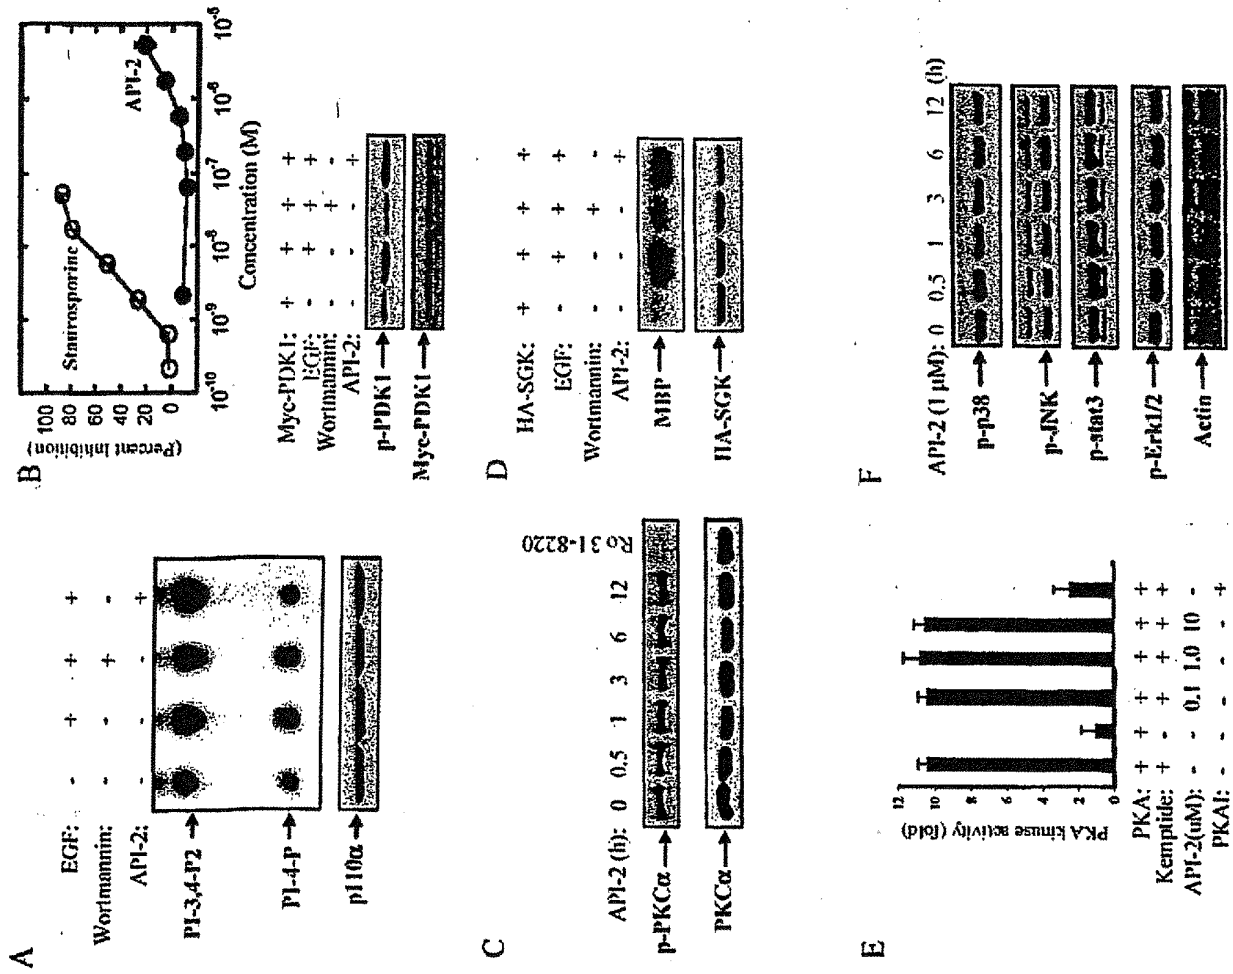 A
EGF: - + + +
Wortmannin: - - + -
API-2: - - - +
PI-3,4-P2
PI-4-P
p110α
B
(Percent Inhibition)
100
80
60
40
20
0
Staurosporine
API-2
10-10 10-9 10-8 10-7 10-6 10-5
Concentration (M)
Myc-PDK1: + + + +
EGF: - + + +
Wortmannin: - - + -
API-2: - - - +
p-PDK1
Myc-PDK1
C
API-2 (h): 0 0.5 1 3 6 12 Ro 31-8220
p-PKCα
PKCα
D
HA-SGK: + + + +
EGF: - + + +
Wortmannin: - - + -
API-2: - - - +
MBP
HA-SGK
E
PKA kinase activity (fold)
12
10
8
6
4
2
0
PKA: + + + + + +
Kemptide: + - + + + +
API-2(uM): - - 0.1 1.0 10 -
PKAI: - - - - - +
F
API-2 (1 μM): 0 0.5 1 3 6 12 (h)
p-p38
p-JNK
p-stat3
p-Erk1/2
Actin